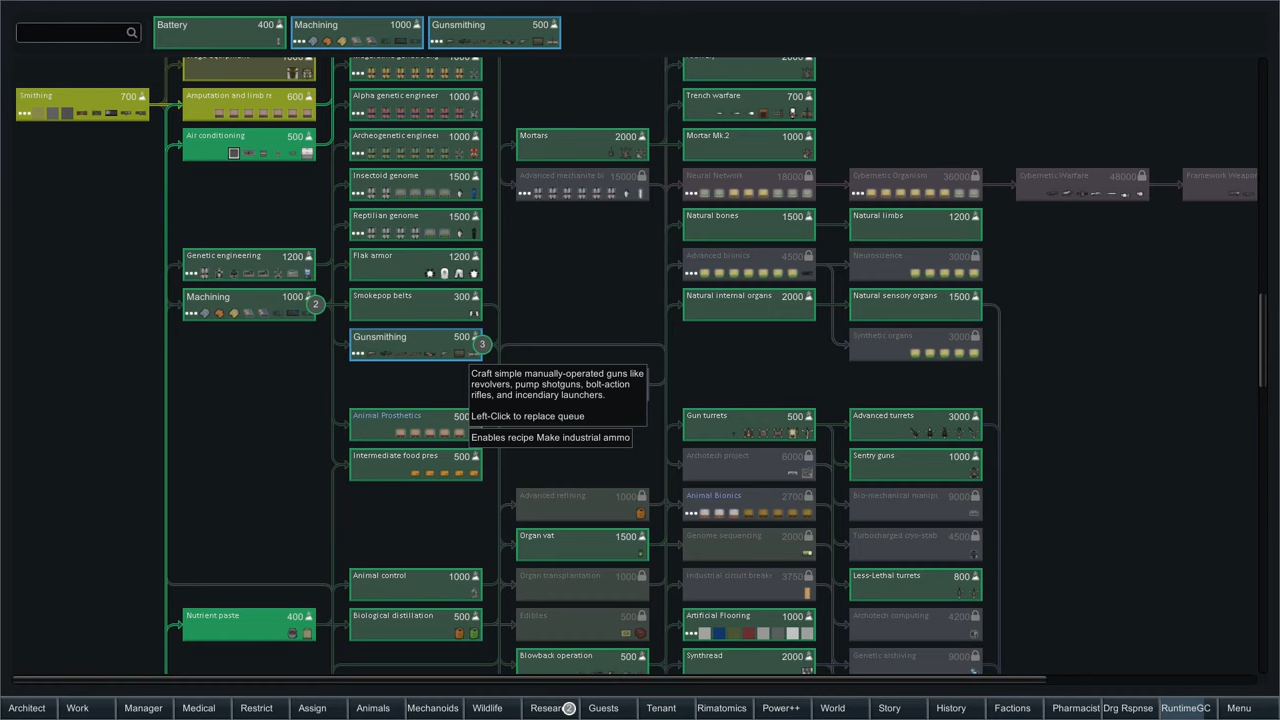 Battery 400
Machining 1000
Gunsmithing 500
Smithing 700
Amputation and limb re 600
Air conditioning 500
Genetic engineering 1200
Machining 1000
2
Nutrient paste 400
Alpha genetic engineer 1000
Archeogenetic engineer 1000
Insectoid genome 1500
Reptilian genome 1500
Flak armor 1200
Smokepop belts 300
Gunsmithing 500
3
Craft simple manually-operated guns like
revolvers, pump shotguns, bolt-action
rifles, and incendiary launchers.
Left-Click to replace queue
Enables recipe Make industrial ammo
Animal Prosthetics 500
Intermediate food pres 500
Animal control 1000
Biological distillation 500
Mortars 2000
Advanced mechanite bi 15000
Advanced refining 1000
Organ vat 1500
Organ transplantation 1000
Edibles 500
Blowback operation 500
Trench warfare 700
Mortar Mk.2 1000
Neural Network 18000
Natural bones 1500
Advanced bionics 4500
Natural internal organs 2000
Gun turrets 500
Archotech project 6000
Animal Bionics 2700
Genome sequencing 2000
Industrial circuit break 3750
Artificial Flooring 1000
Synthread 2000
Cybernetic Organism 36000
Natural limbs 1200
Neuroscience 3000
Natural sensory organs 1500
Synthetic organs 3000
Advanced turrets 3000
Sentry guns 1000
Bio-mechanical manip 9000
Turbocharged cryo-stab 4500
Less-Lethal turrets 800
Archotech computing 4200
Genetic archiving 9000
Cybernetic Warfare 48000
Framework Weapon
Architect Work Manager Medical Restrict Assign Animals Mechanoids Wildlife Resear 2 Guests Tenant Rimatomics Power++ World Story History Factions Pharmacist Drg Rspnse RuntimeGC Menu